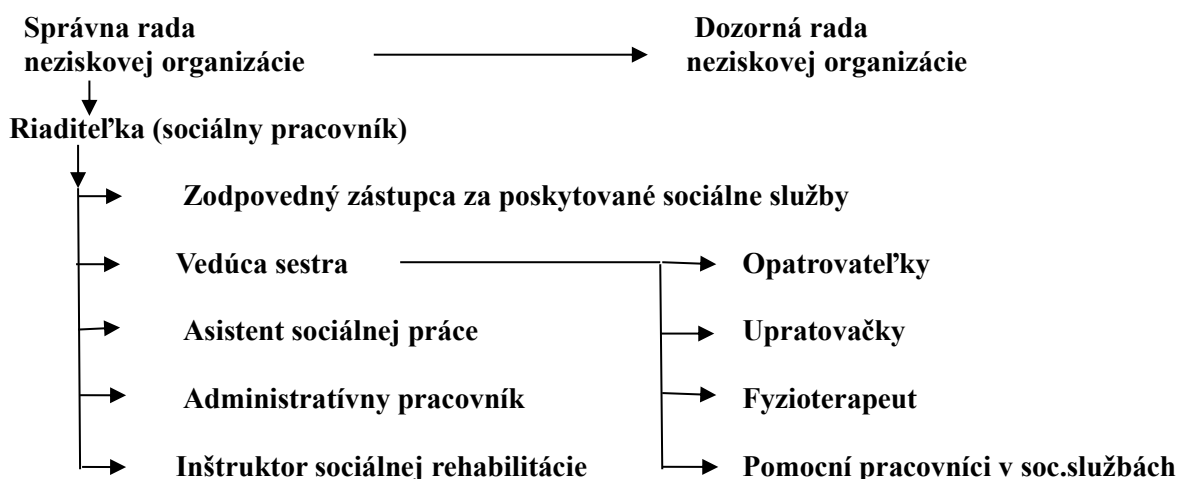 Správna rada
neziskovej organizácie
Dozorná rada
neziskovej organizácie
Riaditeľka (sociálny pracovník)
Zodpovedný zástupca za poskytované sociálne služby
Vedúca sestra
Opatrovateľky
Asistent sociálnej práce
Upratovačky
Administratívny pracovník
Fyzioterapeut
Inštruktor sociálnej rehabilitácie
Pomocní pracovníci v soc.službách